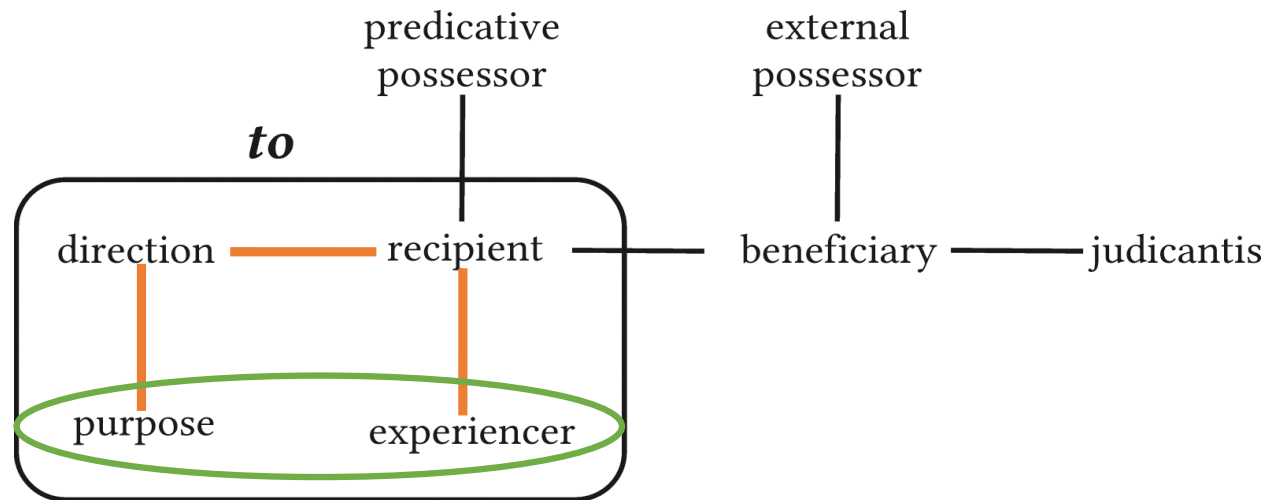 predicative
possessor
external
possessor
to
direction
recipient
beneficiary
judicantis
purpose
experiencer